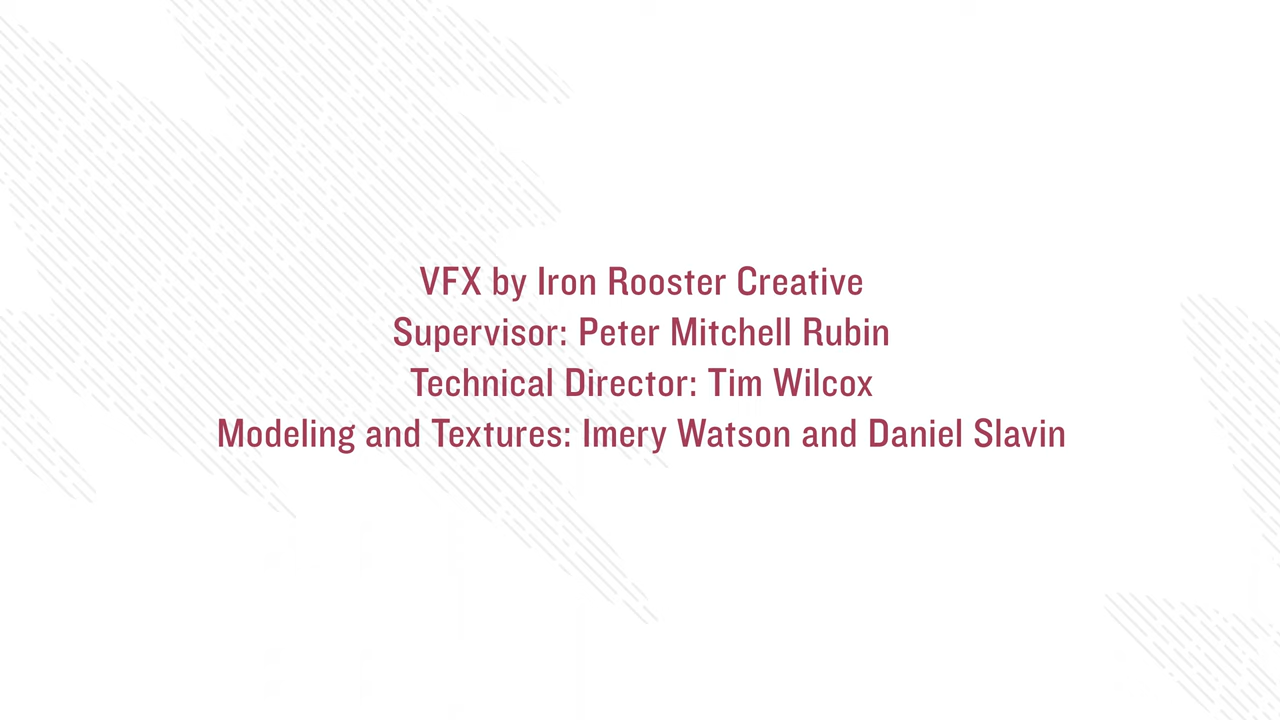 VFX by Iron Rooster Creative
Supervisor: Peter Mitchell Rubin
Technical Director: Tim Wilcox
Modeling and Textures: Imery Watson and Daniel Slavin